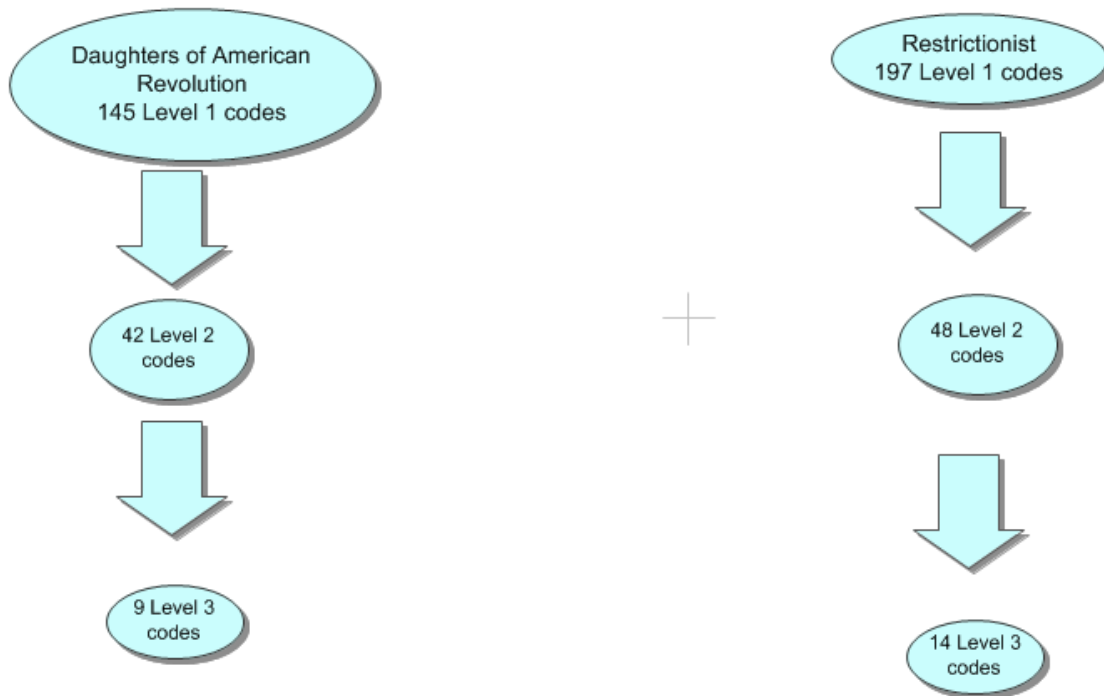 Daughters of American
Revolution
145 Level 1 codes
42 Level 2
codes
9 Level 3
codes
Restrictionist
197 Level 1 codes
48 Level 2
codes
14 Level 3
codes